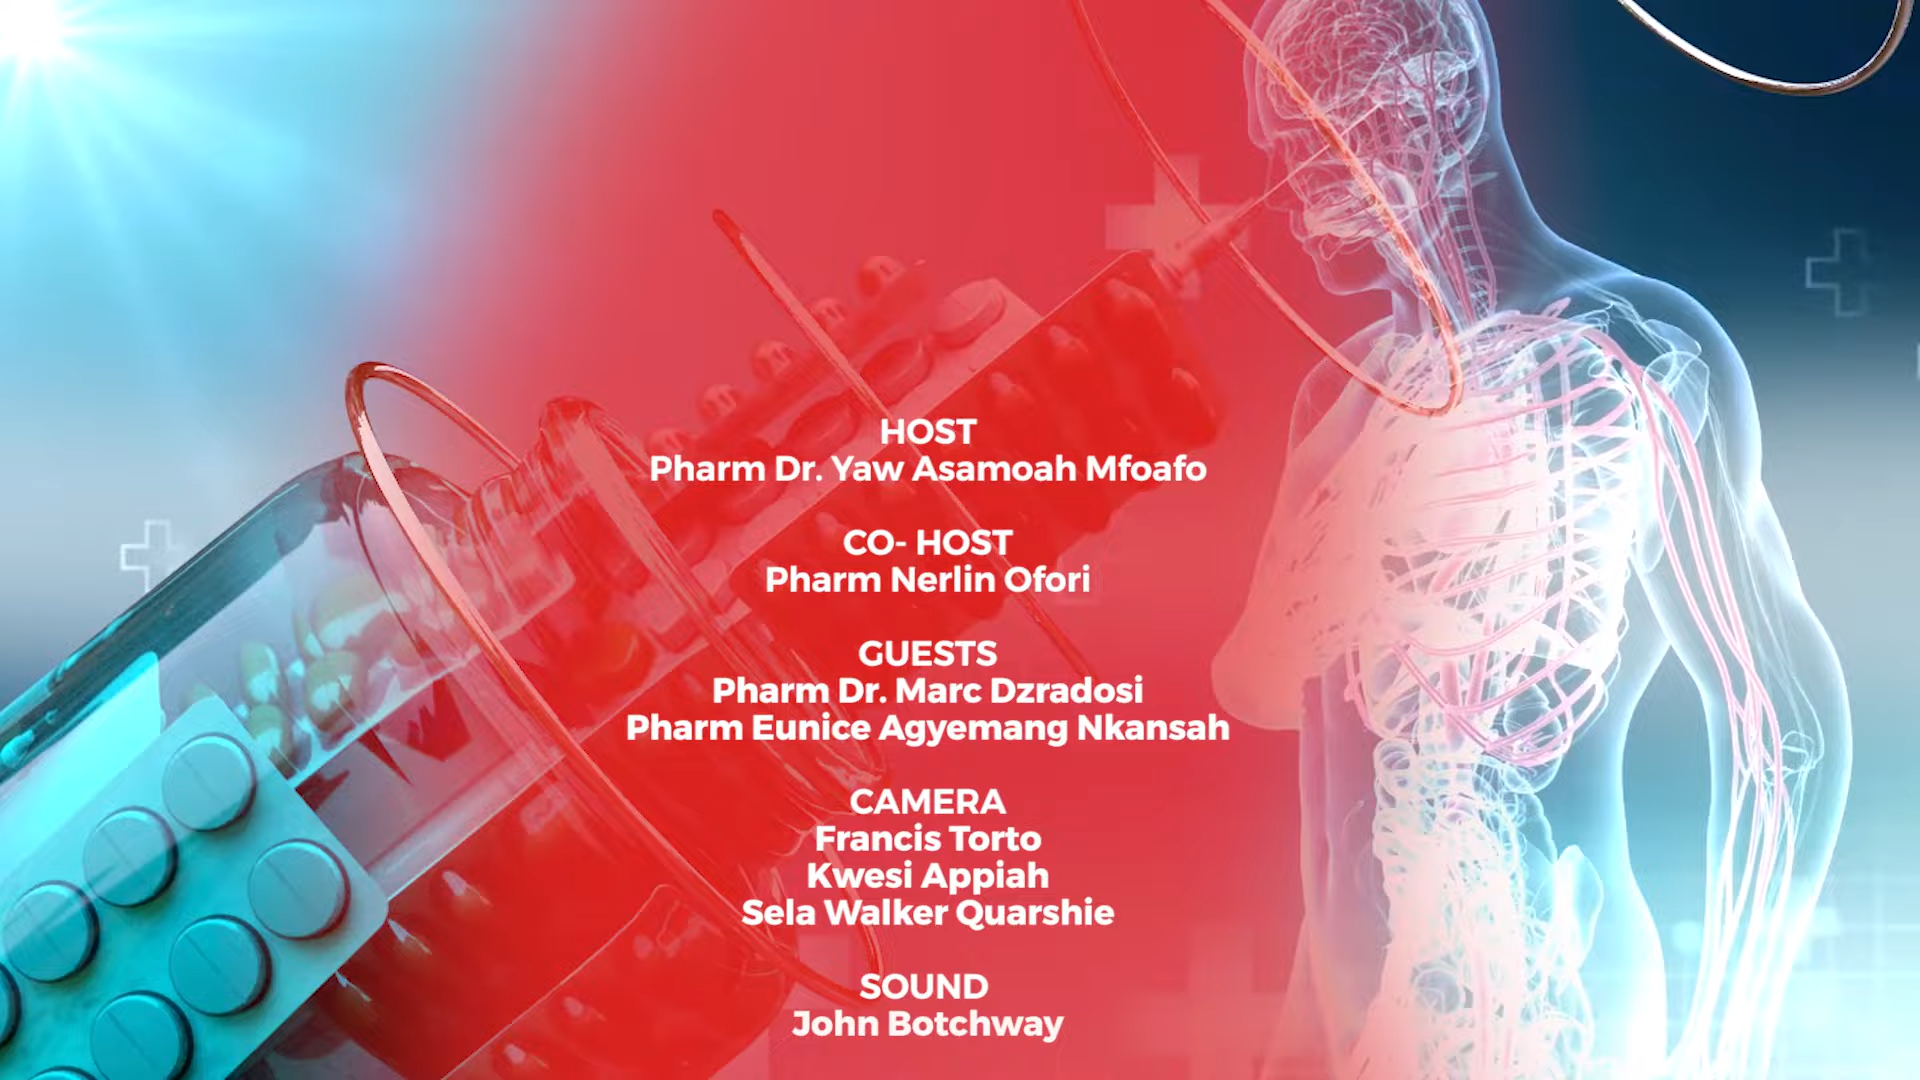 HOST
Pharm Dr. Yaw Asamoah Mfoafo
CO- HOST
Pharm Nerlin Ofori
GUESTS
Pharm Dr. Marc Dzradosi
Pharm Eunice Agyemang Nkansah
CAMERA
Francis Torto
Kwesi Appiah
Sela Walker Quarshie
SOUND
John Botchway